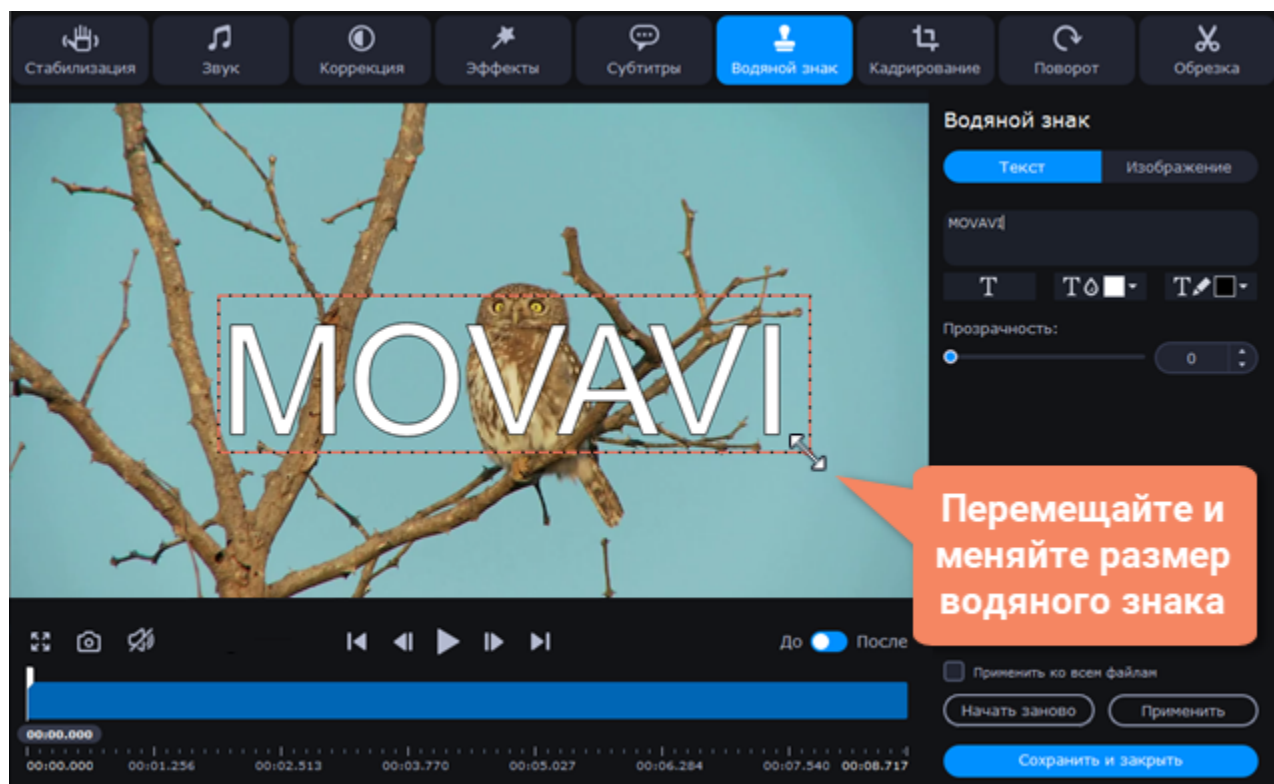 Стабилизация
Звук
Коррекция
Эффекты
Субтитры
Водяной знак
Кадрирование
Поворот
Обрезка
Водяной знак
Текст
Изображение
MOVAVI
T
T
T
Прозрачность:
0
MOVAVI
Перемещайте и
меняйте размер
водяного знака
До
После
Применить ко всем файлам
Начать заново
Применить
00:00.000
00:00.000
00:01.256
00:02.513
00:03.770
00:05.027
00:06.284
00:07.540
00:08.717
Сохранить и закрыть